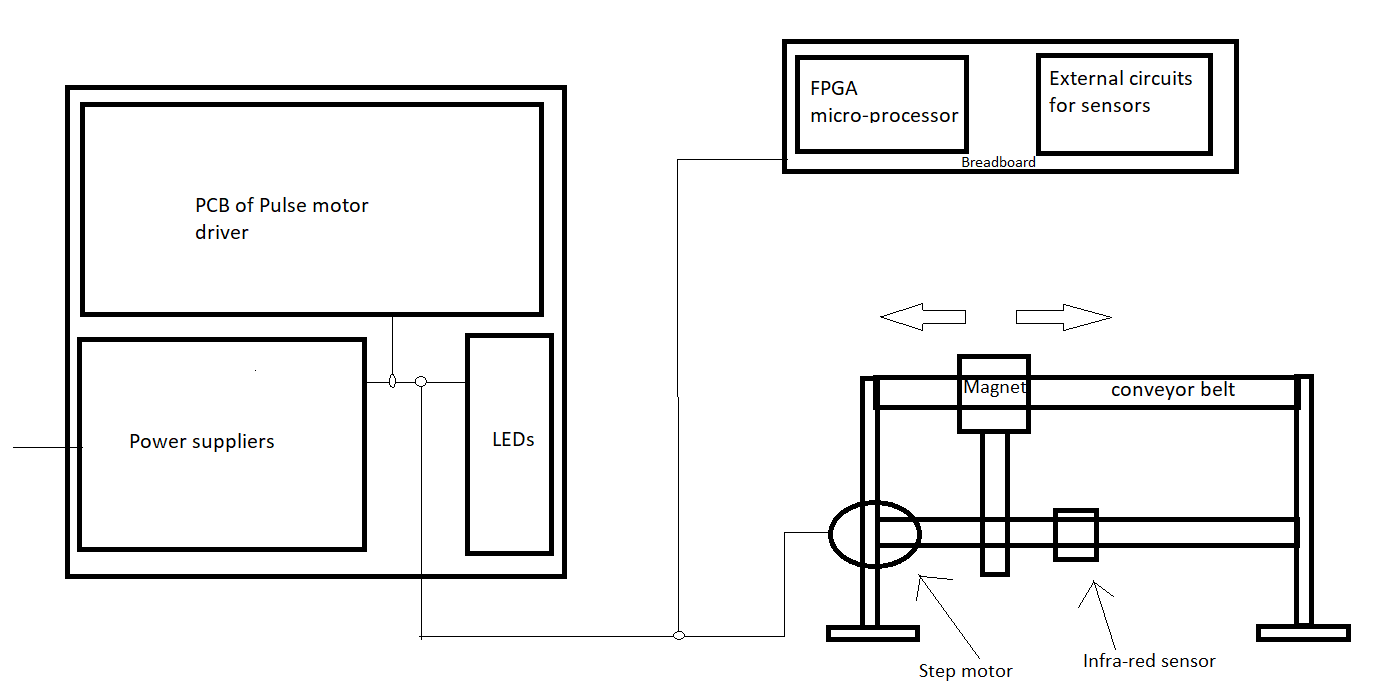 FPGA
micro-processor
External circuits
for sensors
Breadboard
PCB of Pulse motor
driver
Power suppliers
LEDs
Magnet
conveyor belt
Step motor
Infra-red sensor